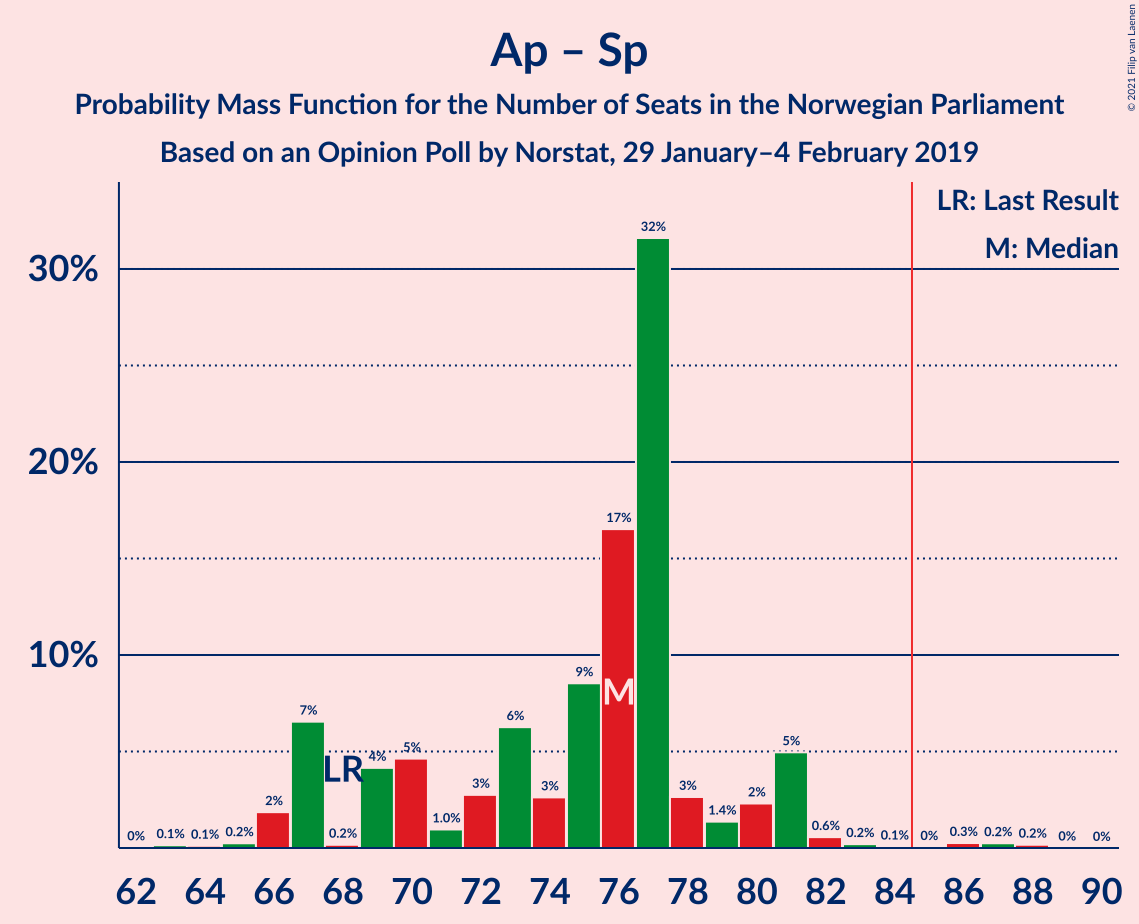 Ap – Sp
Probability Mass Function for the Number of Seats in the Norwegian Parliament
Based on an Opinion Poll by Norstat, 29 January–4 February 2019
© 2021 Filip van Laenen
LR: Last Result
M: Median
30%
20%
10%
0% 0.1% 0.1% 0.2% 2% 7% 0.2% 4% 5% 1.0% 3% 6% 3% 9% 17% 32% 3% 1.4% 2% 5% 0.6% 0.2% 0.1% 0% 0.3% 0.2% 0.2% 0% 0%
LR
M
62 64 66 68 70 72 74 76 78 80 82 84 86 88 90